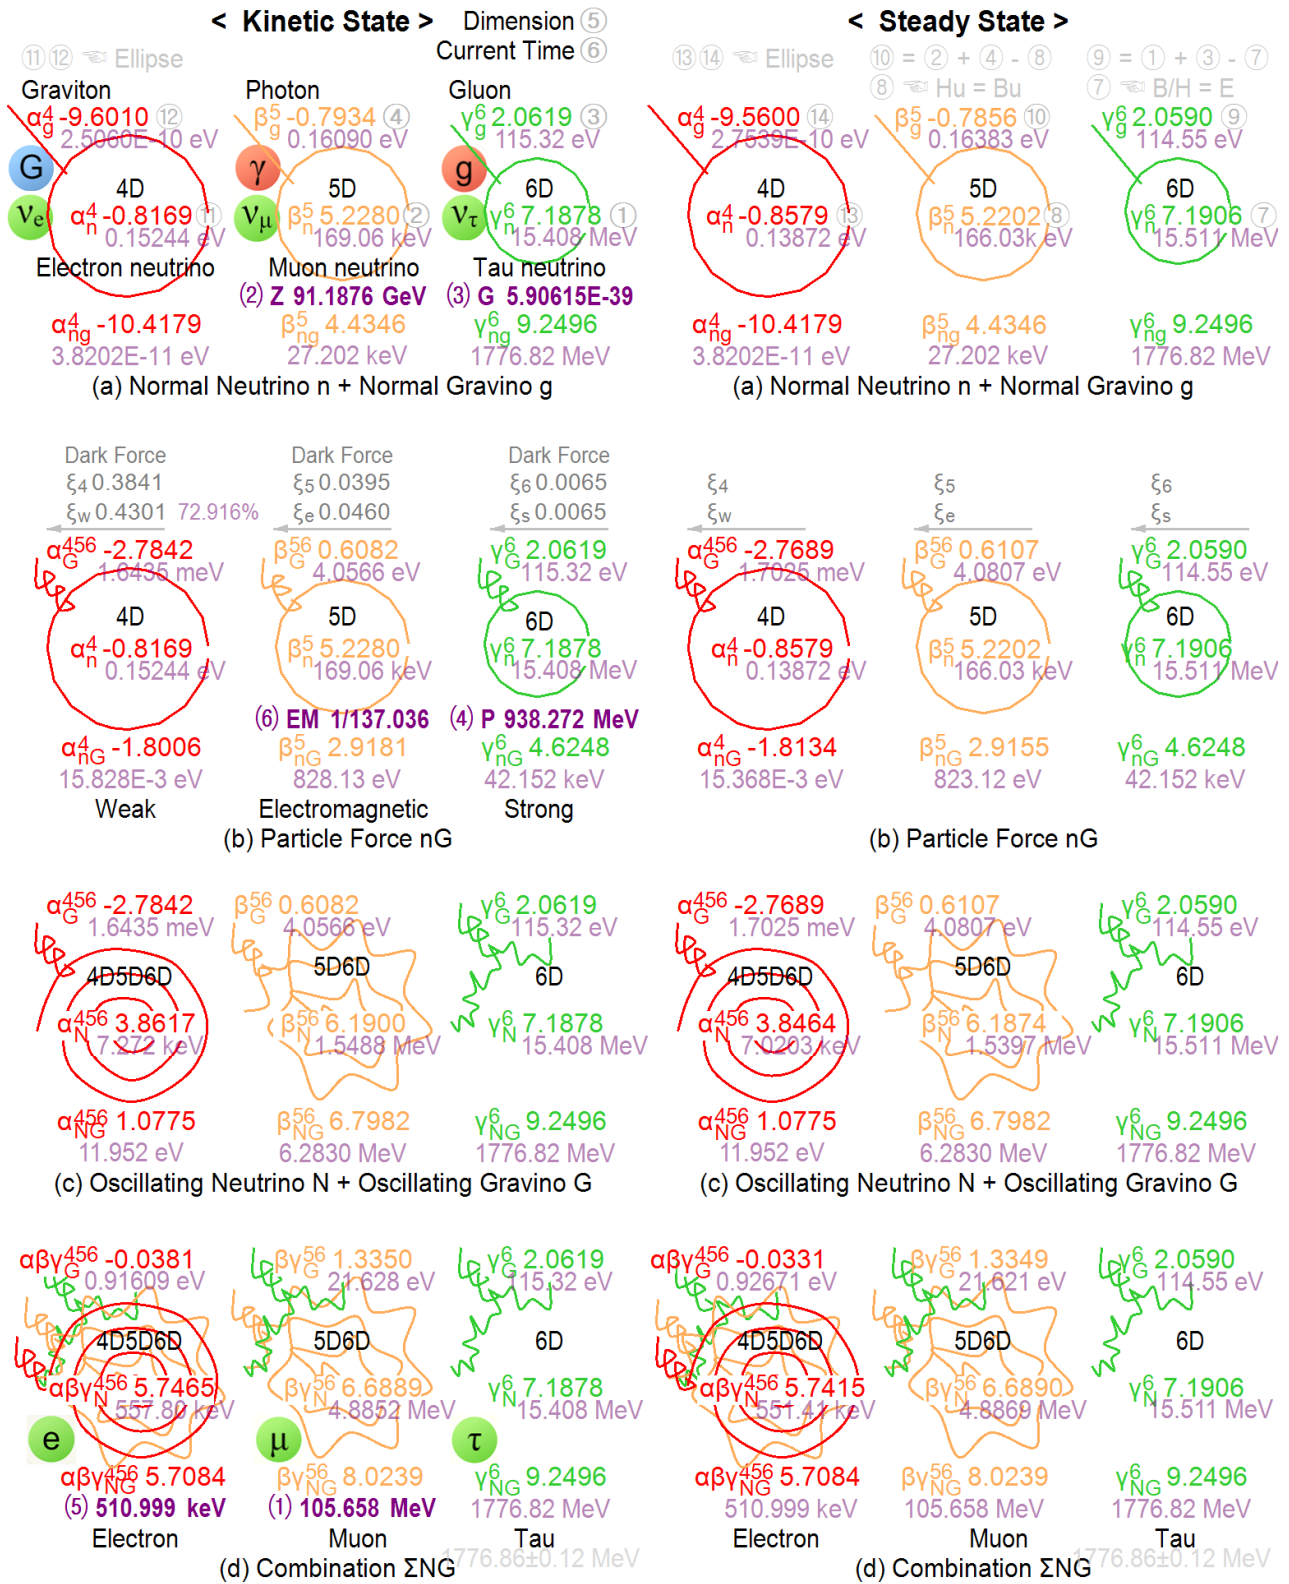 < Kinetic State > Dimension ⑤ < Steady State >
Current Time ⑥
⑪⑫ ☜ Ellipse ⑬⑭ ☜ Ellipse ⑩ = ② + ④ - ⑧ ⑨ = ① + ③ - ⑦
⑧ ☜ Hu = Bu ⑦ ☜ B/H = E
Graviton Photon Gluon
α4g -9.6010 ⑫ β5g -0.7934 ④ γ6g 2.0619 ③ α4g -9.5600 ⑭ β5g -0.7856 ⑩ γ6g 2.0590 ⑨
2.5060E-10 eV 0.16090 eV 115.32 eV 2.7539E-10 eV 0.16383 eV 114.55 eV
G γ g
4D 5D 6D 4D 5D 6D
νe α4n -0.8169 ⑪ νμ β5n 5.2280 ② ντ γ6n 7.1878 ① α4n -0.8579 ⑬ β5n 5.2202 ⑧ γ6n 7.1906 ⑦
0.15244 eV 169.06 keV 15.408 MeV 0.13872 eV 166.03k eV 15.511 MeV
Electron neutrino Muon neutrino Tau neutrino
(2) Z 91.1876 GeV (3) G 5.90615E-39
α4ng -10.4179 β5ng 4.4346 γ6ng 9.2496 α4ng -10.4179 β5ng 4.4346 γ6ng 9.2496
3.8202E-11 eV 27.202 keV 1776.82 MeV 3.8202E-11 eV 27.202 keV 1776.82 MeV
(a) Normal Neutrino n + Normal Gravino g (a) Normal Neutrino n + Normal Gravino g
Dark Force Dark Force Dark Force
ξ4 0.3841 ξ5 0.0395 ξ6 0.0065 ξ4 ξ5 ξ6
ξw 0.4301 72.916% ξe 0.0460 ξs 0.0065 ξw ξe ξs
α456G -2.7842 β56G 0.6082 γ6G 2.0619 α456G -2.7689 β56G 0.6107 γ6G 2.0590
1.6435 meV 4.0566 eV 115.32 eV 1.7025 meV 4.0807 eV 114.55 eV
4D 5D 6D 4D 5D 6D
α4n -0.8169 β5n 5.2280 γ6n 7.1878 α4n -0.8579 β5n 5.2202 γ6n 7.1906
0.15244 eV 169.06 keV 15.408 MeV 0.13872 eV 166.03 keV 15.511 MeV
(6) EM 1/137.036 (4) P 938.272 MeV
α4nG -1.8006 β5nG 2.9181 γ6nG 4.6248 α4nG -1.8134 β5nG 2.9155 γ6nG 4.6248
15.828E-3 eV 828.13 eV 42.152 keV 15.368E-3 eV 823.12 eV 42.152 keV
Weak Electromagnetic Strong
(b) Particle Force nG (b) Particle Force nG
α456G -2.7842 β56G 0.6082 γ6G 2.0619 α456G -2.7689 β56G 0.6107 γ6G 2.0590
1.6435 meV 4.0566 eV 115.32 eV 1.7025 meV 4.0807 eV 114.55 eV
4D5D6D 5D6D 6D 4D5D6D 5D6D 6D
α456N 3.8617 β56N 6.1900 γ6N 7.1878 α456N 3.8464 β56N 6.1874 γ6N 7.1906
7.272 keV 1.5488 MeV 15.408 MeV 7.0203 keV 1.5397 MeV 15.511 MeV
α456NG 1.0775 β56NG 6.7982 γ6NG 9.2496 α456NG 1.0775 β56NG 6.7982 γ6NG 9.2496
11.952 eV 6.2830 MeV 1776.82 MeV 11.952 eV 6.2830 MeV 1776.82 MeV
(c) Oscillating Neutrino N + Oscillating Gravino G (c) Oscillating Neutrino N + Oscillating Gravino G
αβγ456G -0.0381 βγ56G 1.3350 γ6G 2.0619 αβγ456G -0.0331 βγ56G 1.3349 γ6G 2.0590
0.91609 eV 21.628 eV 115.32 eV 0.92671 eV 21.621 eV 114.55 eV
4D5D6D 5D6D 6D 4D5D6D 5D6D 6D
αβγ456N 5.7465 βγ56N 6.6889 γ6N 7.1878 αβγ456N 5.7415 βγ56N 6.6890 γ6N 7.1906
557.80 keV 4.8852 MeV 15.408 MeV 551.41 keV 4.8869 MeV 15.511 MeV
e μ τ
αβγ456NG 5.7084 βγ56NG 8.0239 γ6NG 9.2496 αβγ456NG 5.7084 βγ56NG 8.0239 γ6NG 9.2496
(5) 510.999 keV (1) 105.658 MeV 1776.82 MeV 510.999 keV 105.658 MeV 1776.82 MeV
Electron Muon Tau Electron Muon Tau
1776.86±0.12 MeV 1776.86±0.12 MeV
(d) Combination ΣNG (d) Combination ΣNG